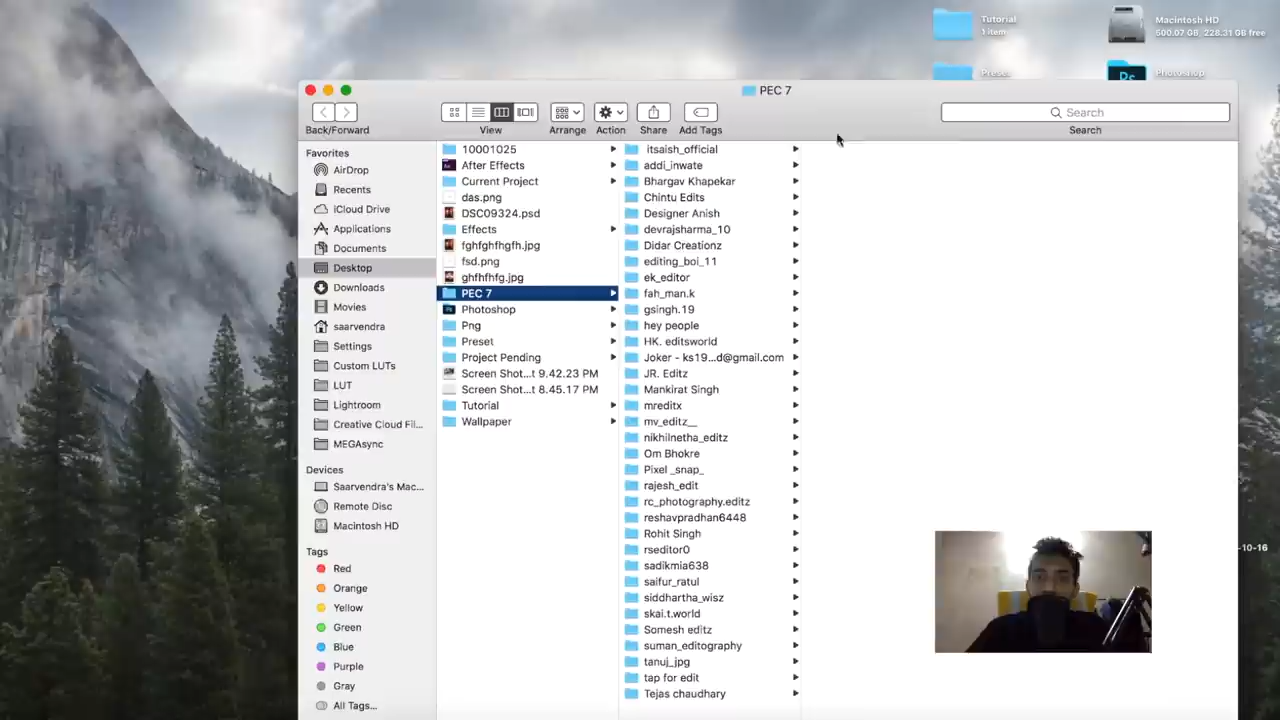 Tutorial
1 item
Macintosh HD
500.07 GB, 228.31 GB free
Preset
Photoshop
PEC 7
Search
Back/Forward
View
Arrange
Action
Share
Add Tags
Search
Favorites
AirDrop
Recents
iCloud Drive
Applications
Documents
Desktop
Downloads
Movies
saarvendra
Settings
Custom LUTs
LUT
Lightroom
Creative Cloud Fil...
MEGAsync
Devices
Saarvendra's Mac...
Remote Disc
Macintosh HD
Tags
Red
Orange
Yellow
Green
Blue
Purple
Gray
All Tags...
10001025
After Effects
Current Project
das.png
DSC09324.psd
Effects
fghfghfhgfh.jpg
fsd.png
ghfhfhfg.jpg
PEC 7
Photoshop
Png
Preset
Project Pending
Screen Shot...t 9.42.23 PM
Screen Shot...t 8.45.17 PM
Tutorial
Wallpaper
itsaish_official
addi_inwate
Bhargav Khapekar
Chintu Edits
Designer Anish
devrajsharma_10
Didar Creationz
editing_boi_11
ek_editor
fah_man.k
gsingh.19
hey people
HK. editsworld
Joker - ks19...d@gmail.com
JR. Editz
Mankirat Singh
mreditx
mv_editz__
nikhilnetha_editz
Om Bhokre
Pixel _snap_
rajesh_edit
rc_photography.editz
reshavpradhan6448
Rohit Singh
rseditor0
sadikmia638
saifur_ratul
siddhartha_wisz
skai.t.world
Somesh editz
suman_editography
tanuj_jpg
tap for edit
Tejas chaudhary
-10-16